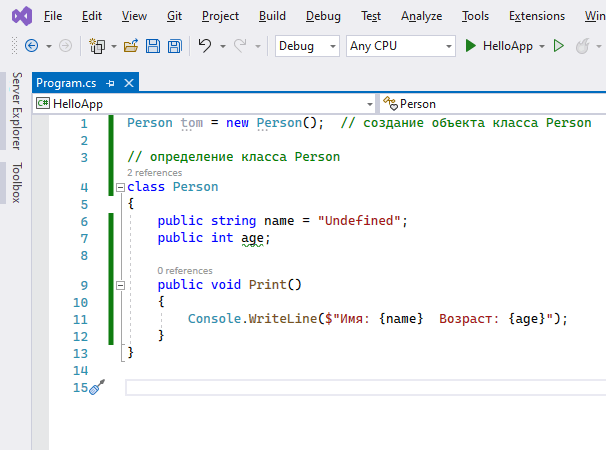 File Edit View Git Project Build Debug Test Analyze Tools Extensions Win
Debug Any CPU HelloApp
Server Explorer
Toolbox
Program.cs
C# HelloApp Person
1 Person tom = new Person();  // создание объекта класса Person
2
3 // определение класса Person
2 references
4 class Person
5 {
6 public string name = "Undefined";
7 public int age;
8
0 references
9 public void Print()
10 {
11 Console.WriteLine($"Имя: {name}  Возраст: {age}");
12 }
13 }
14
15